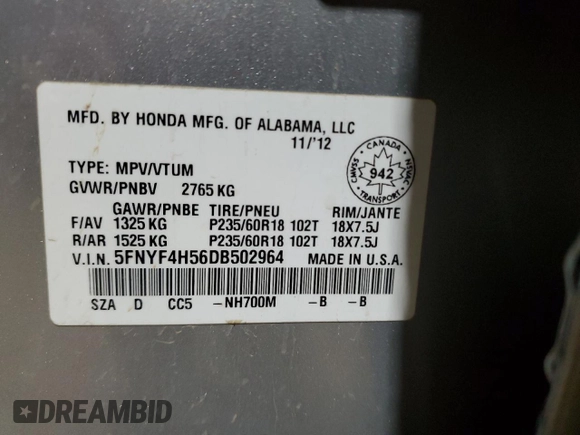 MFD. BY HONDA MFG. OF ALABAMA, LLC
11/'12
TYPE: MPV/VTUM
GVWR/PNBV 2765 KG
GAWR/PNBE TIRE/PNEU RIM/JANTE
F/AV 1325 KG P235/60R18 102T 18X7.5J
R/AR 1525 KG P235/60R18 102T 18X7.5J
V.I.N. 5FNYF4H56DB502964 MADE IN U.S.A.
SZA D CC5 -NH700M -B -B
CANADA
CMVSS 942 NSVAC
TRANSPORT
DREAMBID